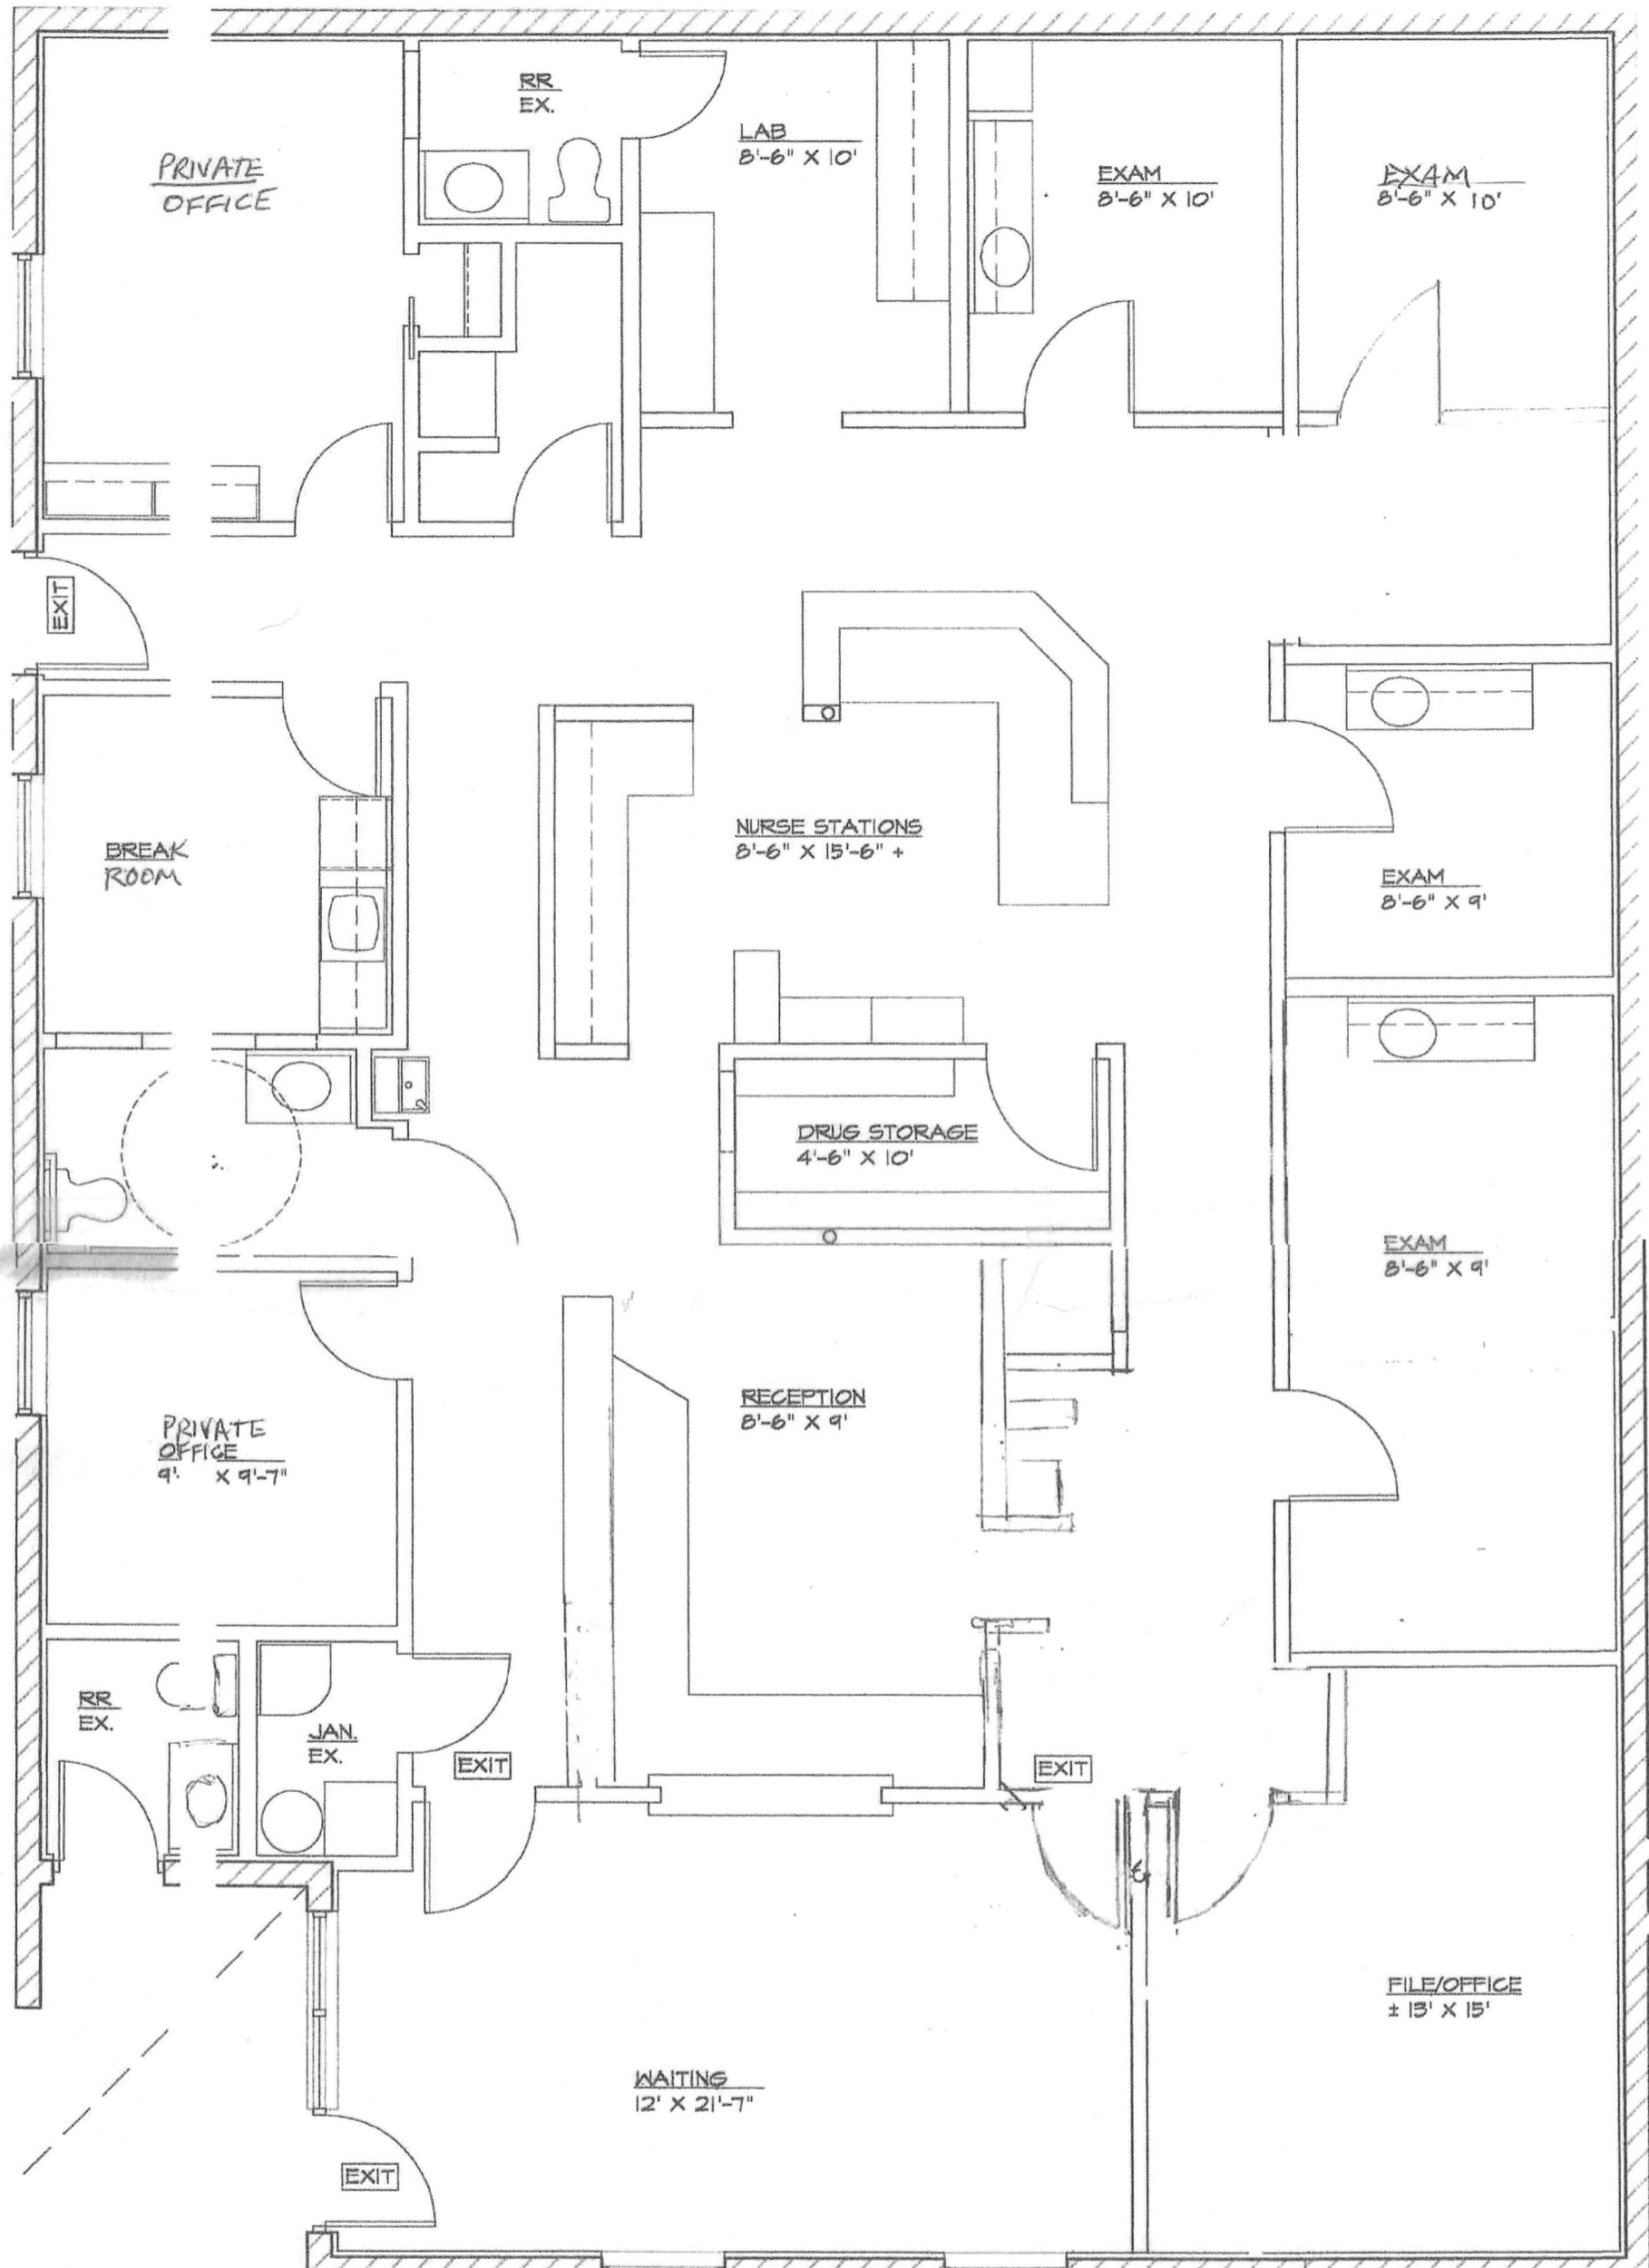 RR
EX.
LAB
8'-6" X 10'
PRIVATE
OFFICE
EXAM
8'-6" X 10'
EXAM
8'-6" X 10'
EXIT
NURSE STATIONS
8'-6" X 15'-6" +
BREAK
ROOM
EXAM
8'-6" X 9'
DRUG STORAGE
4'-6" X 10'
EXAM
8'-6" X 9'
RECEPTION
8'-6" X 9'
PRIVATE
OFFICE
9'. X 9'-7"
RR
EX.
JAN.
EX.
EXIT
EXIT
FILE/OFFICE
± 13' X 15'
WAITING
12' X 21'-7"
EXIT